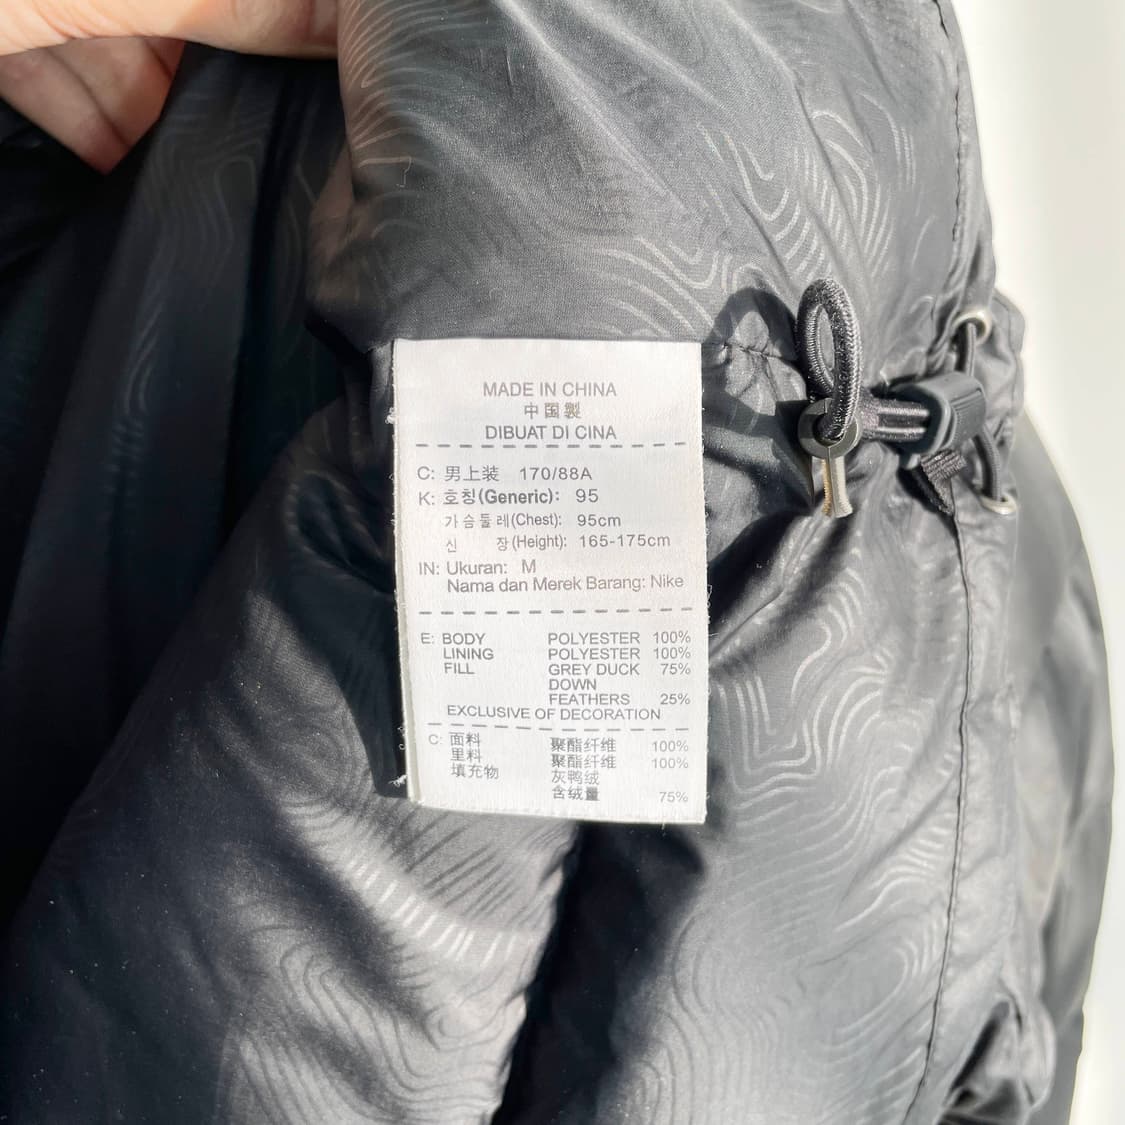 MADE IN CHINA
中国製
DIBUAT DI CINA
C: 男上装 170/88A
K: 호칭(Generic): 95
가슴둘레(Chest): 95cm
신 장(Height): 165-175cm
IN: Ukuran: M
Nama dan Merek Barang: Nike
E: BODY POLYESTER 100%
LINING POLYESTER 100%
FILL GREY DUCK 75%
DOWN
FEATHERS 25%
EXCLUSIVE OF DECORATION
C: 面料 聚酯纤维 100%
里料 聚酯纤维 100%
填充物 灰鸭绒
含绒量 75%